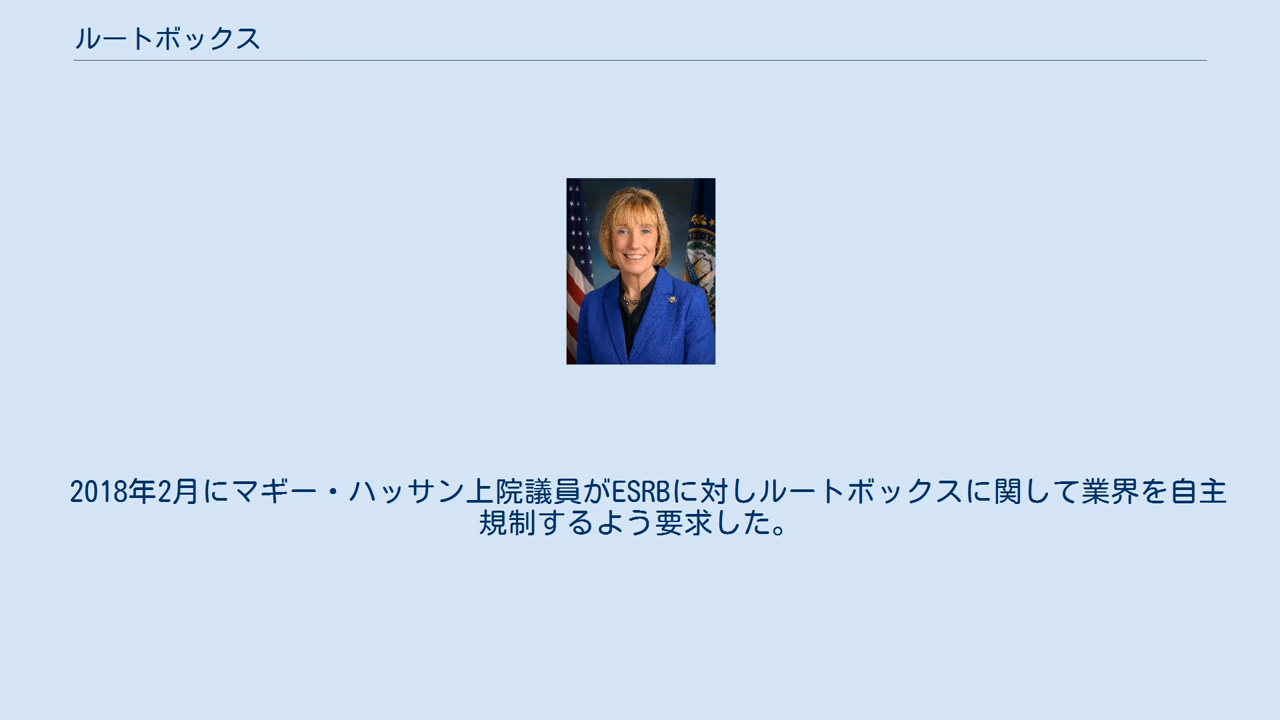 ルートボックス
2018年2月にマギー・ハッサン上院議員がESRBに対しルートボックスに関して業界を自主
規制するよう要求した。